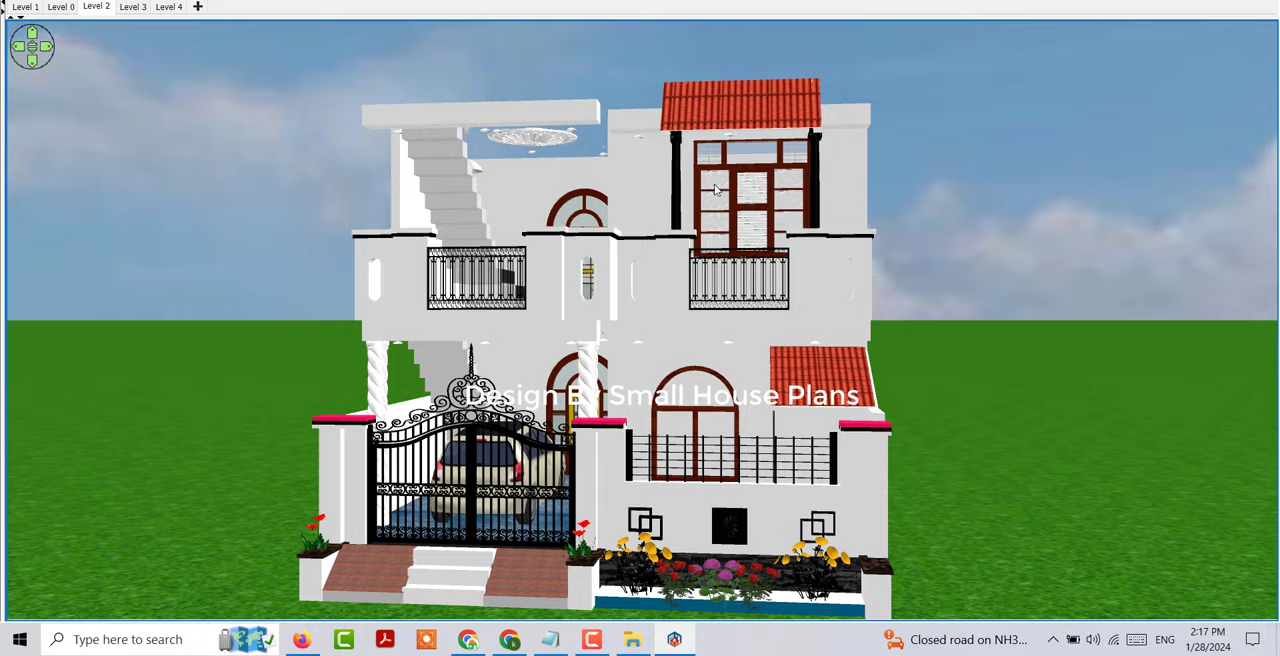 Level 1 Level 0 Level 2 Level 3 Level 4
Design By Small House Plans
Type here to search
Closed road on NH3...
ENG
2:17 PM
1/28/2024